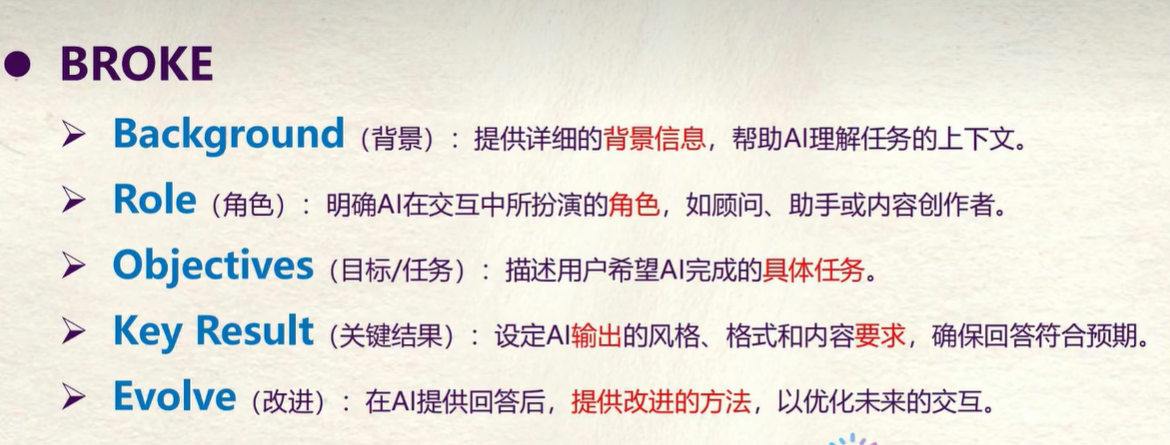 BROKE
Background（背景）：提供详细的背景信息，帮助AI理解任务的上下文。
Role（角色）：明确AI在交互中所扮演的角色，如顾问、助手或内容创作者。
Objectives（目标/任务）：描述用户希望AI完成的具体任务。
Key Result（关键结果）：设定AI输出的风格、格式和内容要求，确保回答符合预期。
Evolve（改进）：在AI提供回答后，提供改进的方法，以优化未来的交互。